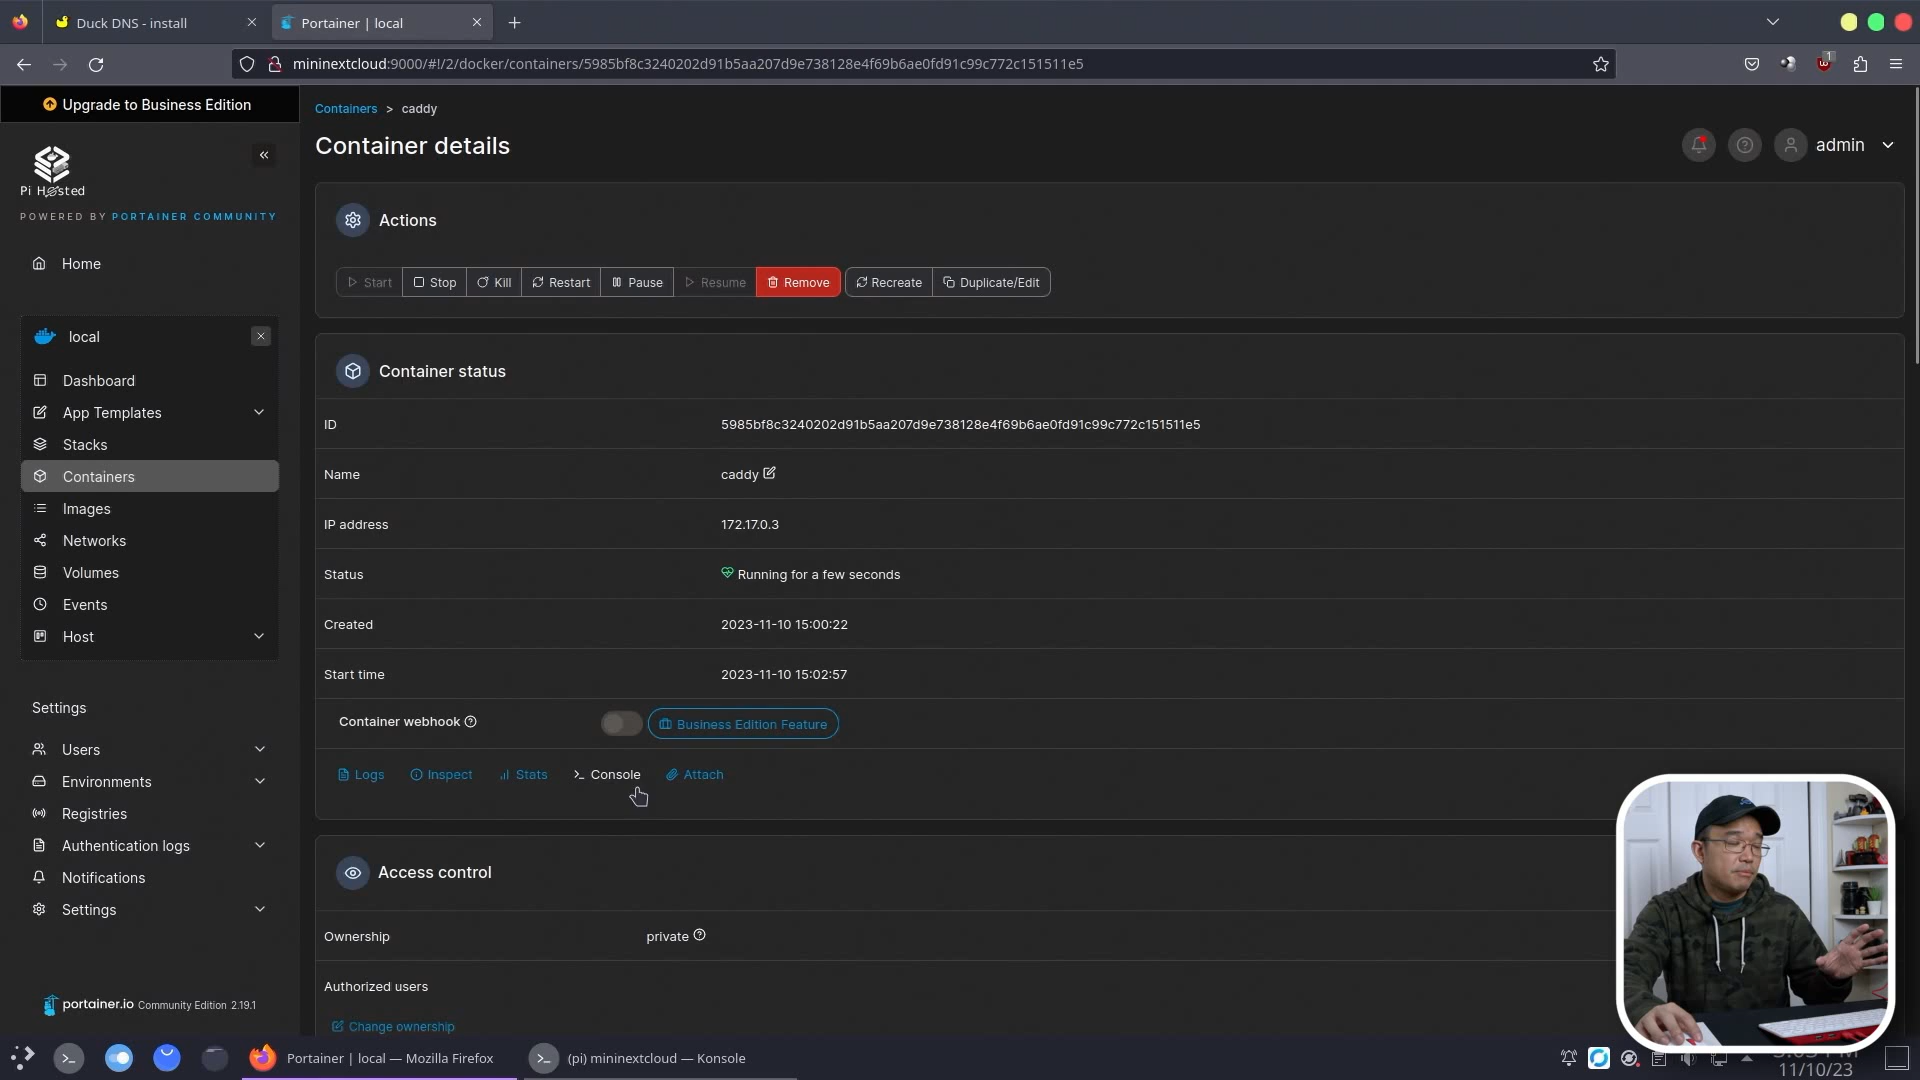 Duck DNS - install
Portainer | local
mininextcloud:9000/#!/2/docker/containers/5985bf8c3240202d91b5aa207d9e738128e4f69b6ae0fd91c99c772c151511e5
1
Upgrade to Business Edition
Pi Hosted
POWERED BY PORTAINER COMMUNITY
Home
local
Dashboard
App Templates
Stacks
Containers
Images
Networks
Volumes
Events
Host
Settings
Users
Environments
Registries
Authentication logs
Notifications
Settings
portainer.io Community Edition 2.19.1
Containers > caddy
Container details
admin
Actions
Start Stop Kill Restart Pause Resume Remove Recreate Duplicate/Edit
Container status
ID 5985bf8c3240202d91b5aa207d9e738128e4f69b6ae0fd91c99c772c151511e5
Name caddy
IP address 172.17.0.3
Status Running for a few seconds
Created 2023-11-10 15:00:22
Start time 2023-11-10 15:02:57
Container webhook Business Edition Feature
Logs Inspect Stats Console Attach
Access control
Ownership private
Authorized users
Change ownership
Portainer | local — Mozilla Firefox
(pi) mininextcloud — Konsole
11/10/23